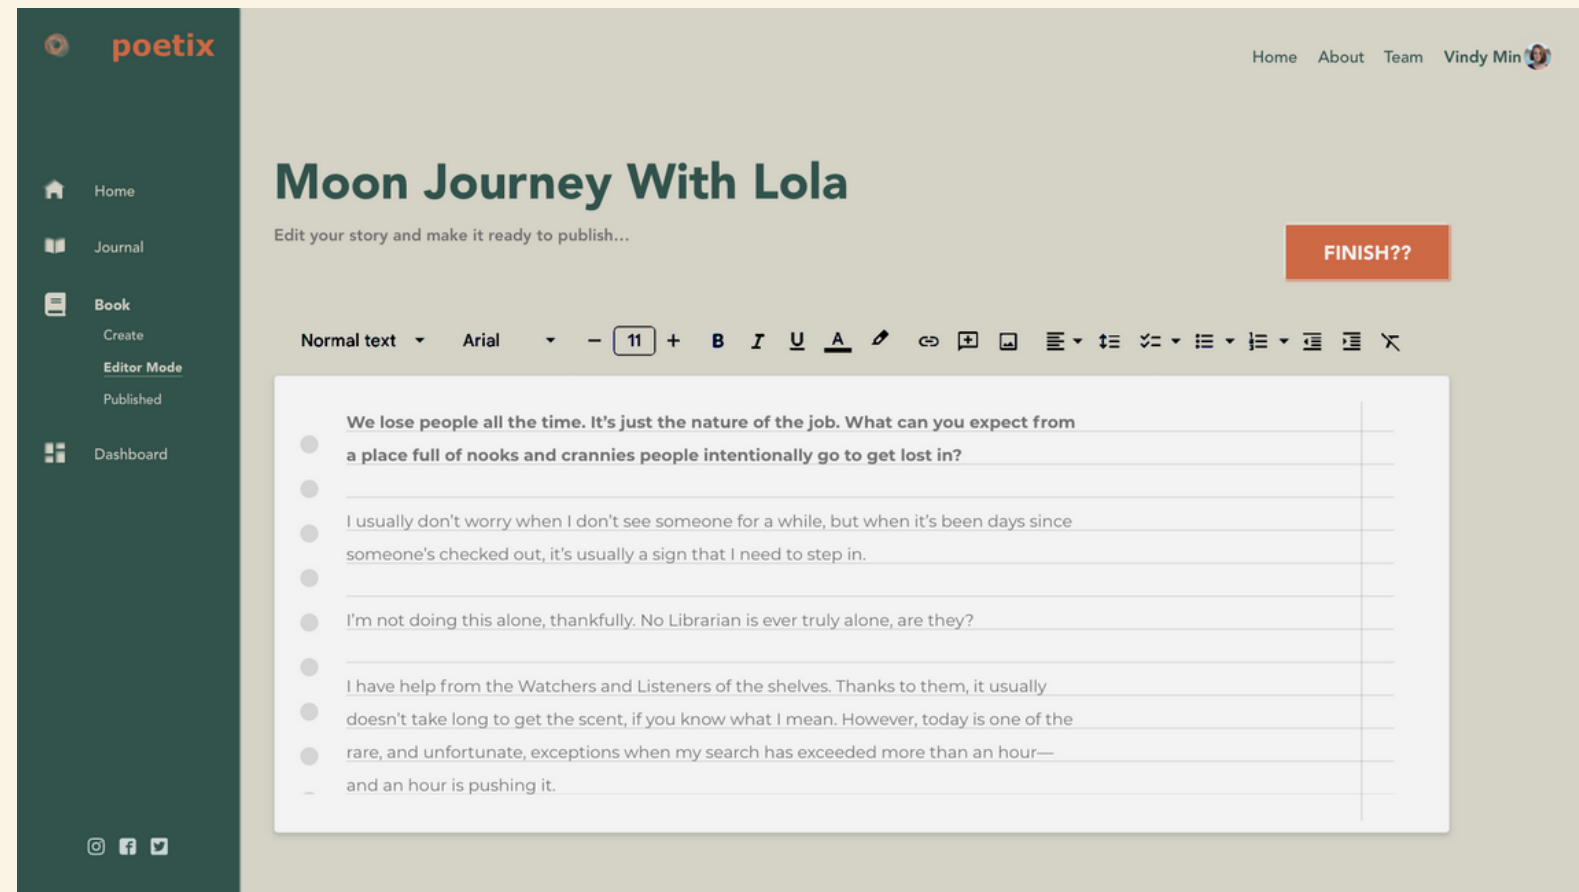 poetix
Home About Team Vindy Min
Home
Journal
Book
Create
Editor Mode
Published
Dashboard
Moon Journey With Lola
Edit your story and make it ready to publish...
FINISH??
Normal text Arial − 11 + B I U A
We lose people all the time. It’s just the nature of the job. What can you expect from
a place full of nooks and crannies people intentionally go to get lost in?
I usually don’t worry when I don’t see someone for a while, but when it’s been days since
someone’s checked out, it’s usually a sign that I need to step in.
I’m not doing this alone, thankfully. No Librarian is ever truly alone, are they?
I have help from the Watchers and Listeners of the shelves. Thanks to them, it usually
doesn’t take long to get the scent, if you know what I mean. However, today is one of the
rare, and unfortunate, exceptions when my search has exceeded more than an hour—
and an hour is pushing it.